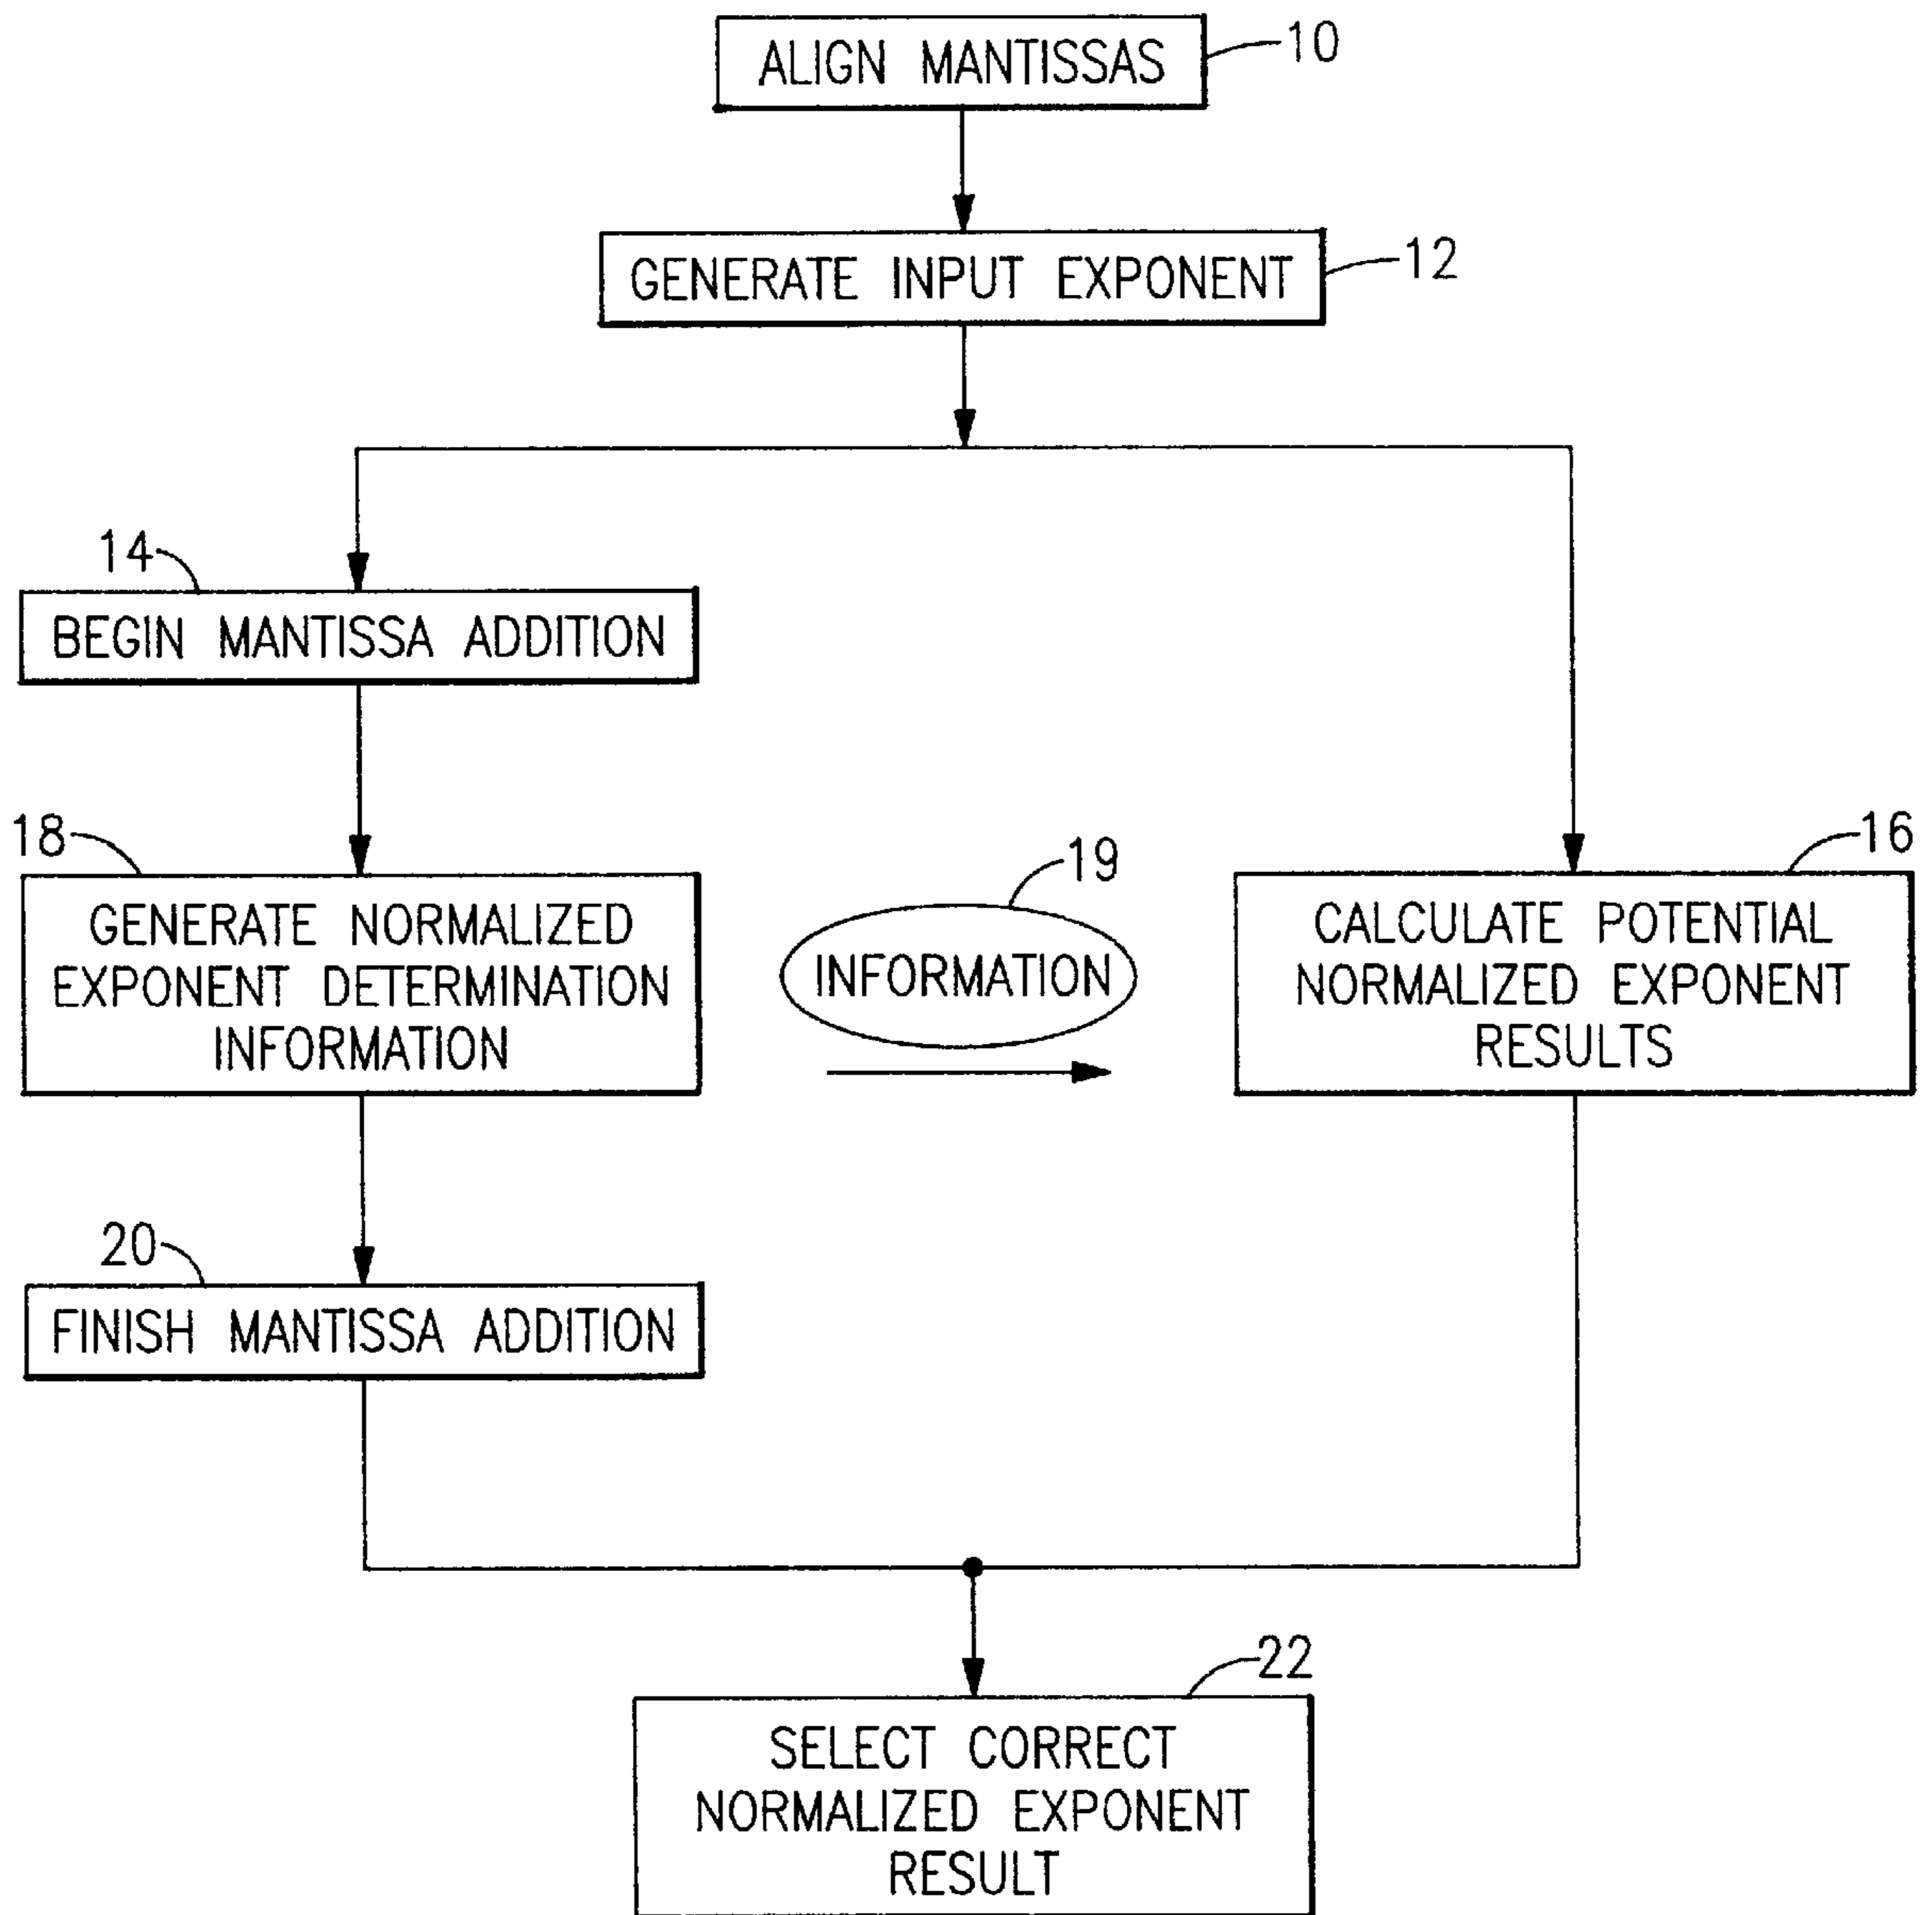 ALIGN MANTISSAS
10
GENERATE INPUT EXPONENT
12
14
BEGIN MANTISSA ADDITION
18
GENERATE NORMALIZED
EXPONENT DETERMINATION
INFORMATION
19
INFORMATION
16
CALCULATE POTENTIAL
NORMALIZED EXPONENT
RESULTS
20
FINISH MANTISSA ADDITION
22
SELECT CORRECT
NORMALIZED EXPONENT
RESULT